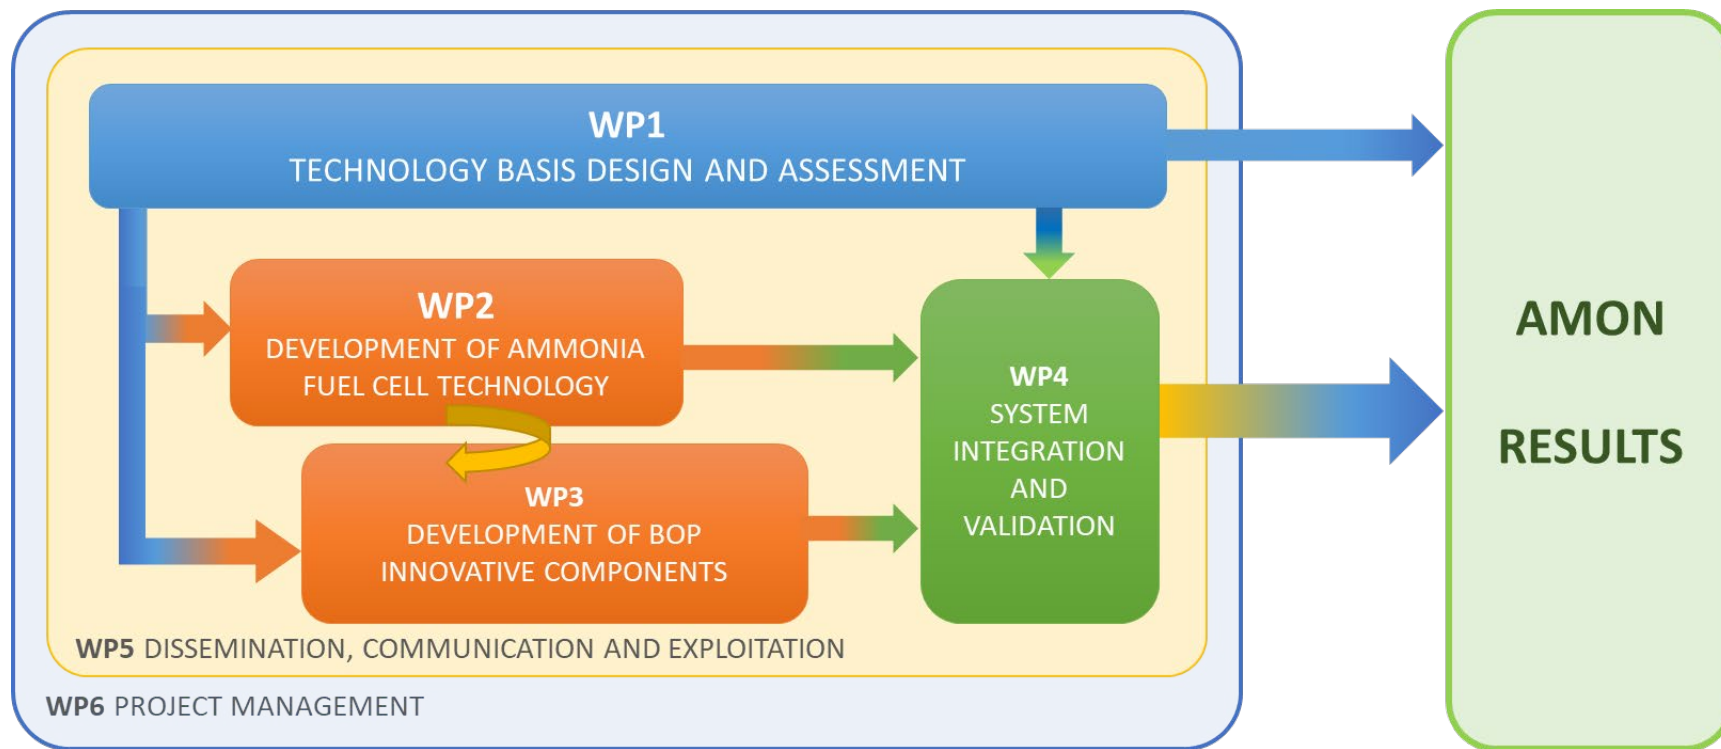 WP1
TECHNOLOGY BASIS DESIGN AND ASSESSMENT
WP2
DEVELOPMENT OF AMMONIA
FUEL CELL TECHNOLOGY
WP3
DEVELOPMENT OF BOP
INNOVATIVE COMPONENTS
WP4
SYSTEM
INTEGRATION
AND
VALIDATION
WP5 DISSEMINATION, COMMUNICATION AND EXPLOITATION
WP6 PROJECT MANAGEMENT
AMON
RESULTS